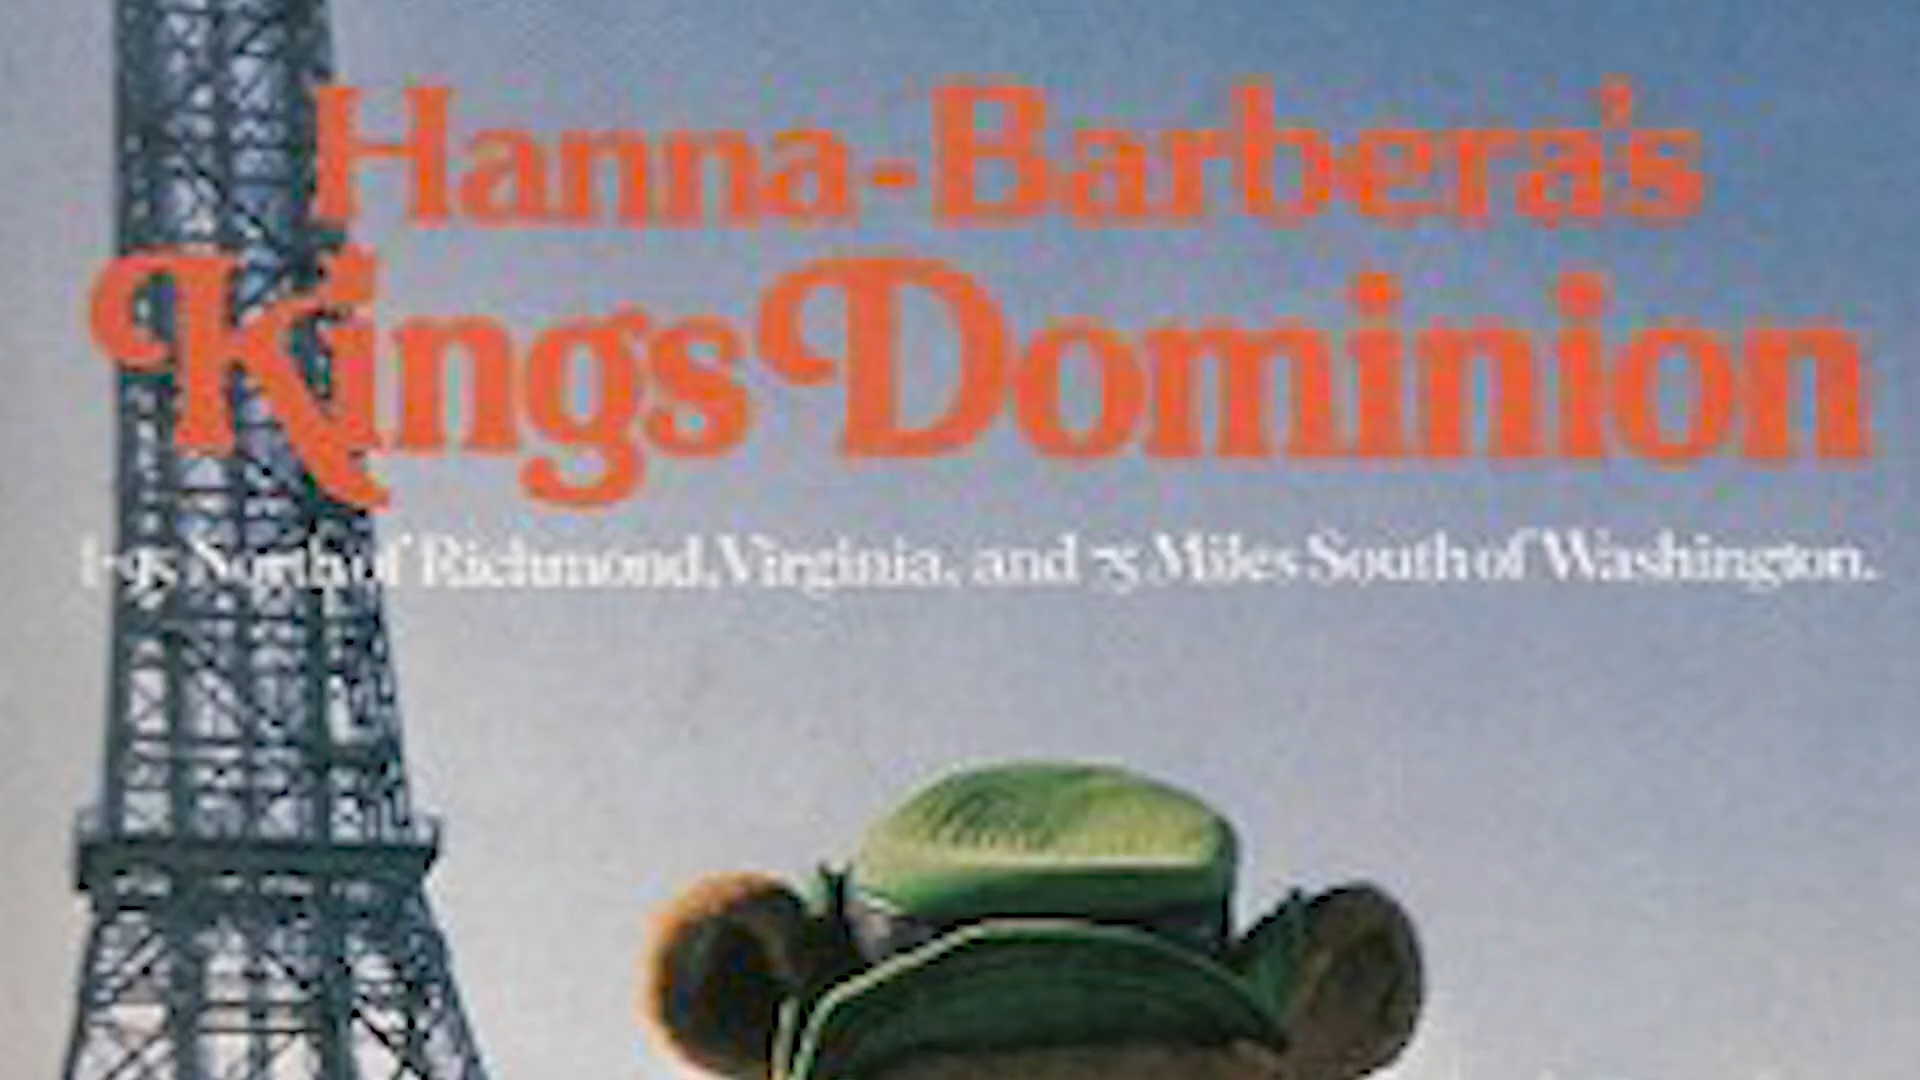 Hanna-Barbera's
Kings Dominion
I-95 North of Richmond, Virginia, and 75 Miles South of Washington.